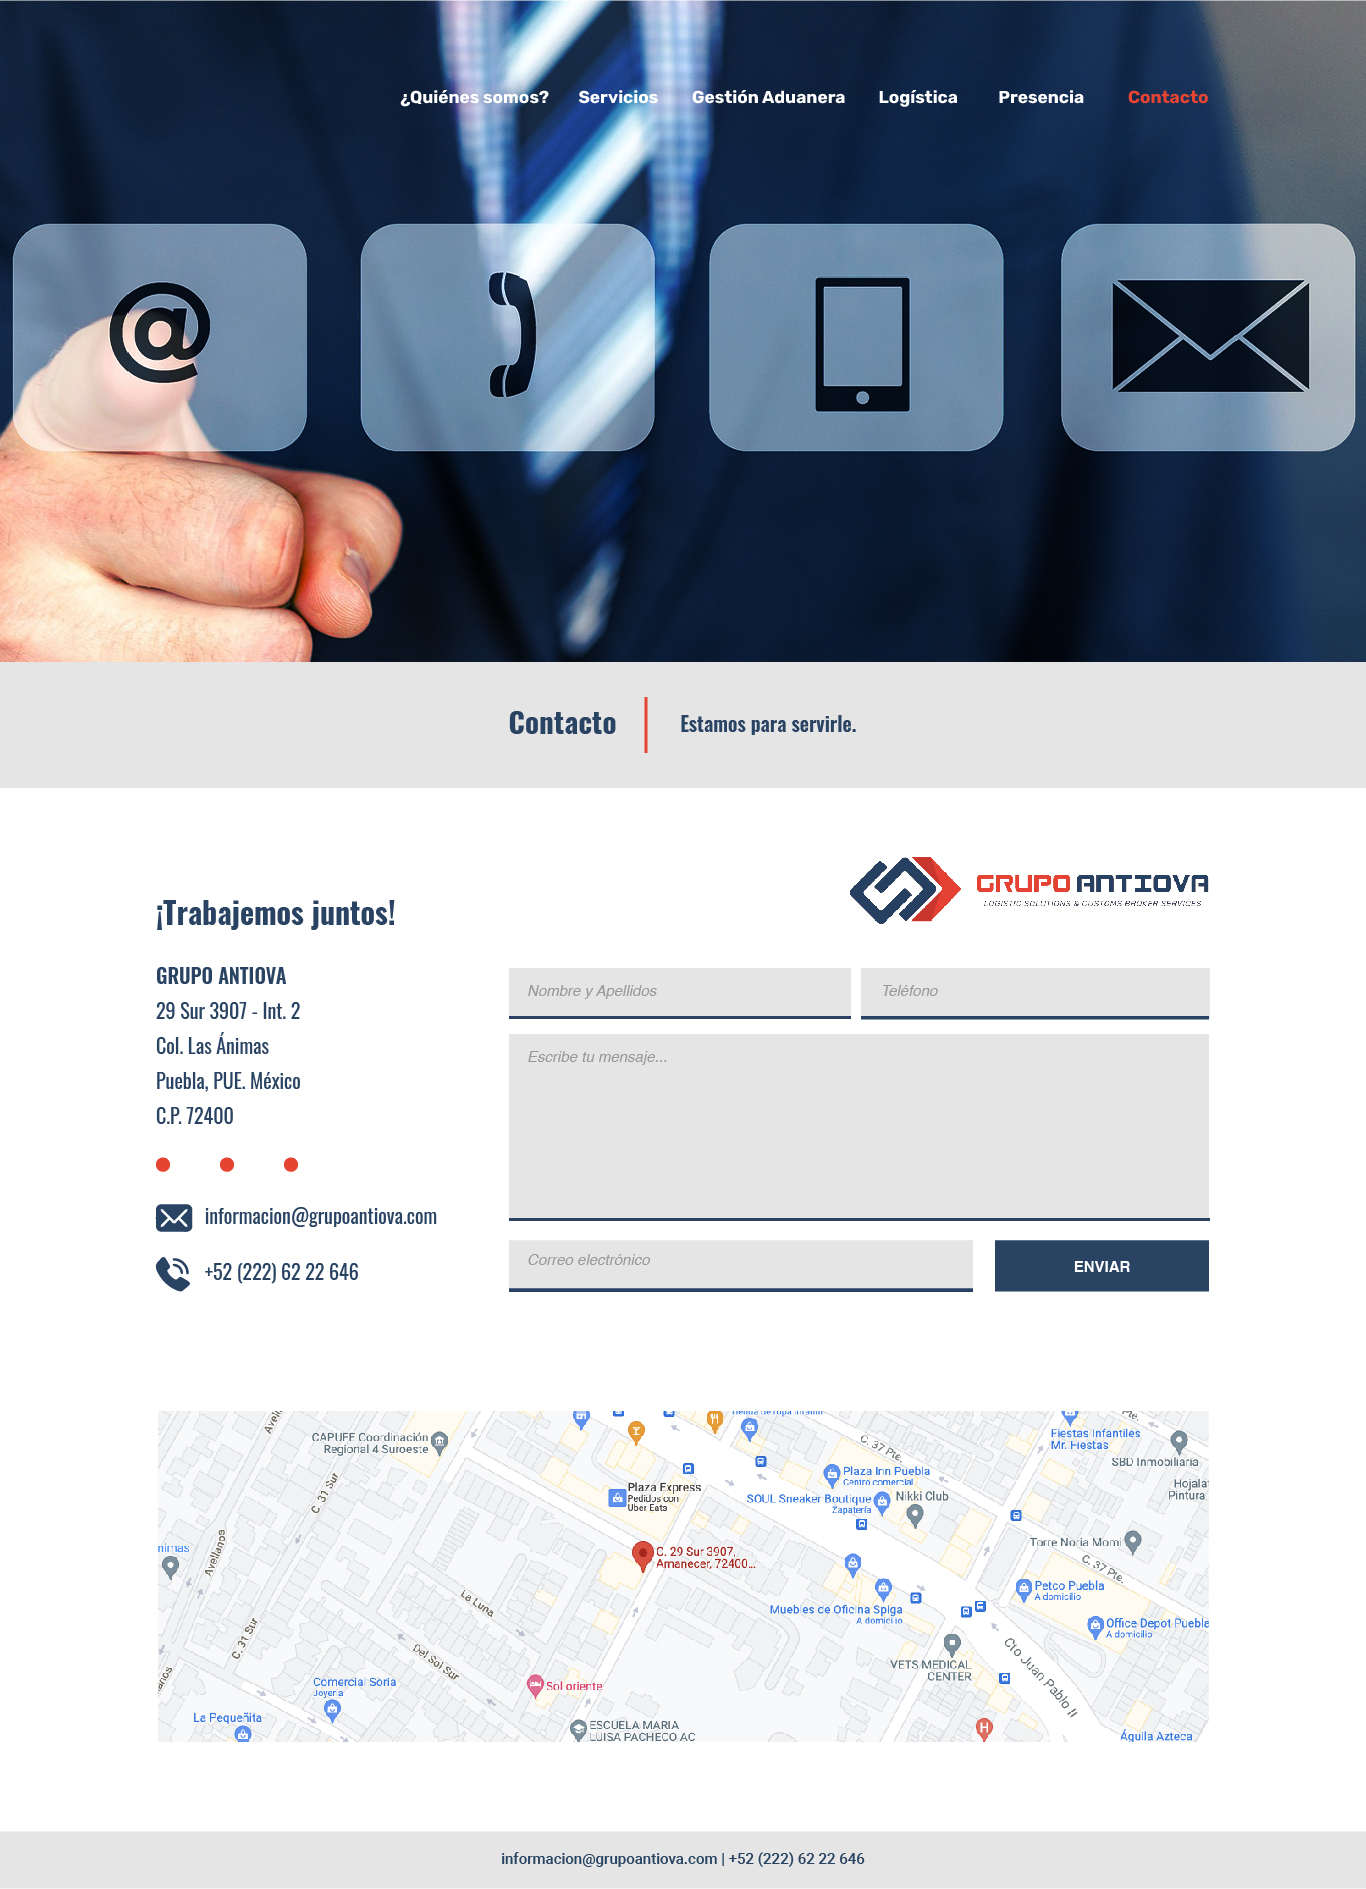 ¿Quiénes somos? Servicios Gestión Aduanera Logística Presencia Contacto
Contacto
Estamos para servirle.
GRUPO ANTIOVA
LOGISTIC SOLUTIONS & CUSTOMS BROKER SERVICES
¡Trabajemos juntos!
GRUPO ANTIOVA
29 Sur 3907 - Int. 2
Col. Las Ánimas
Puebla, PUE. México
C.P. 72400
informacion@grupoantiova.com
+52 (222) 62 22 646
Nombre y Apellidos
Teléfono
Escribe tu mensaje...
Correo electrónico
ENVIAR
C. 37 Pte.
CAPUFE Coordinación
Regional 4 Suroeste
Fiestas Infantiles
Mr. Fiestas
SBD Inmobiliaria
Plaza Inn Puebla
Centro comercial
Pintura
Plaza Express
Pedidos con
Uber Eats
SOUL Sneaker Boutique
Zapatería
Nikki Club
C. 31 Sur
Avellanos
C. 29 Sur 3907,
Amanecer, 72400...
Torre Noria Momi
C. 37 Pte.
Petco Puebla
A domicilio
La Luna
Muebles de Oficina Spiga
A domicilio
Office Depot Puebla
A domicilio
C. 31 Sur
Del Sol Sur
Cto Juan Pablo II
VETS MEDICAL
CENTER
Comercial Soria
Joyería
Sol oriente
La Pequeñita
ESCUELA MARIA
LUISA PACHECO AC
Águila Azteca
informacion@grupoantiova.com | +52 (222) 62 22 646